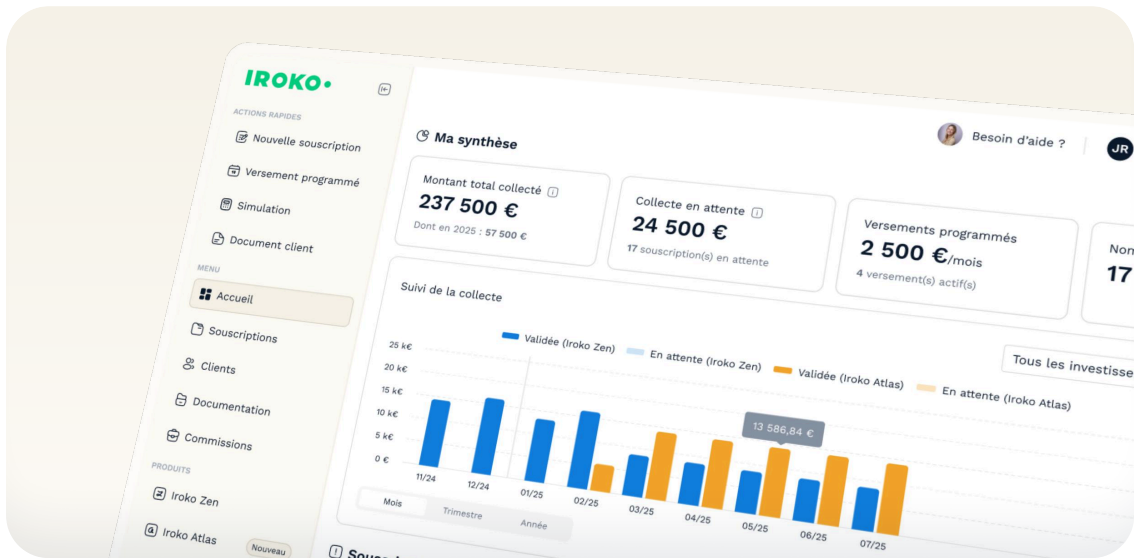 IROKO
ACTIONS RAPIDES
Nouvelle souscription
Versement programmé
Simulation
Document client
MENU
Accueil
Souscriptions
Clients
Documentation
Commissions
PRODUITS
Iroko Zen
Iroko Atlas
Nouveau
Besoin d'aide ?
JR
Ma synthèse
Montant total collecté
237 500 €
Dont en 2025 : 57 500 €
Collecte en attente
24 500 €
17 souscription(s) en attente
Versements programmés
2 500 €/mois
4 versement(s) actif(s)
17
Suivi de la collecte
Tous les
Validée (Iroko Zen)
En attente (Iroko Zen)
Validée (Iroko Atlas)
En attente (Iroko Atlas)
25 k€
20 k€
15 k€
10 k€
5 k€
0 €
13 586,84 €
11/24
12/24
01/25
02/25
03/25
04/25
05/25
06/25
07/25
Mois
Trimestre
Année